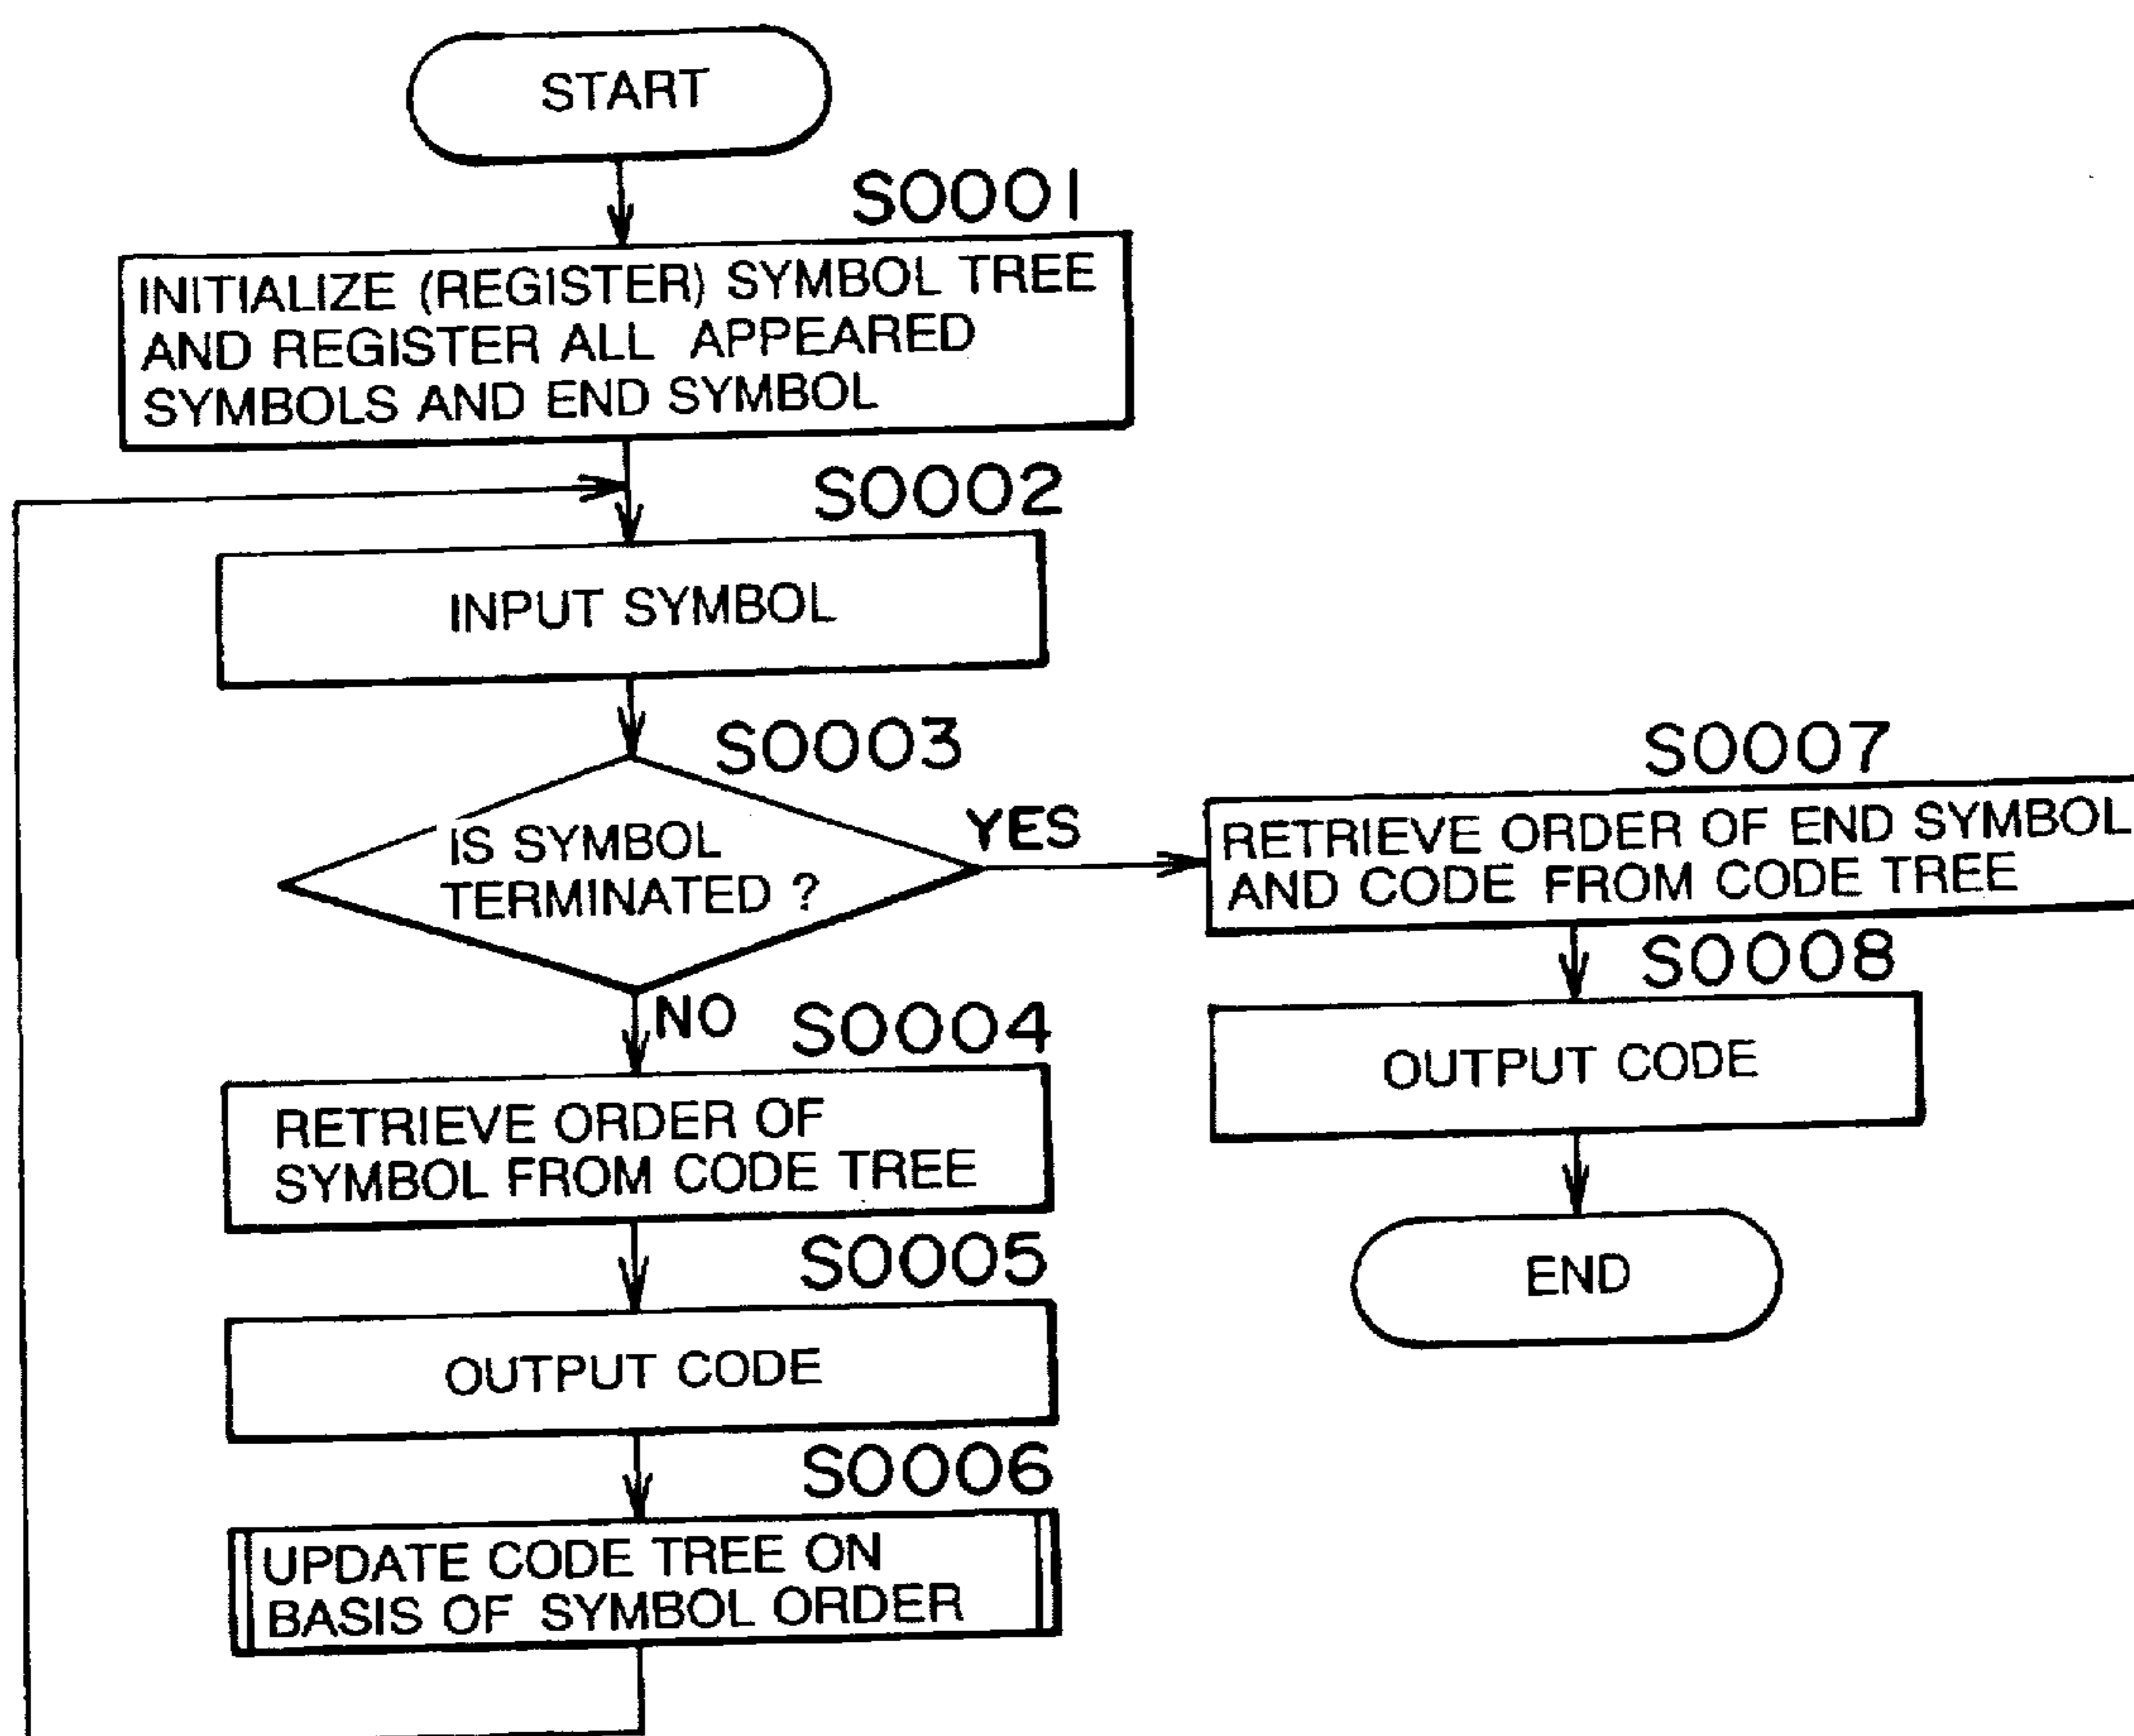 START
S0001
INITIALIZE (REGISTER) SYMBOL TREE
AND REGISTER ALL APPEARED
SYMBOLS AND END SYMBOL
S0002
INPUT SYMBOL
S0003
IS SYMBOL
TERMINATED ?
YES
NO
S0004
RETRIEVE ORDER OF
SYMBOL FROM CODE TREE
S0005
OUTPUT CODE
S0006
UPDATE CODE TREE ON
BASIS OF SYMBOL ORDER
S0007
RETRIEVE ORDER OF END SYMBOL
AND CODE FROM CODE TREE
S0008
OUTPUT CODE
END